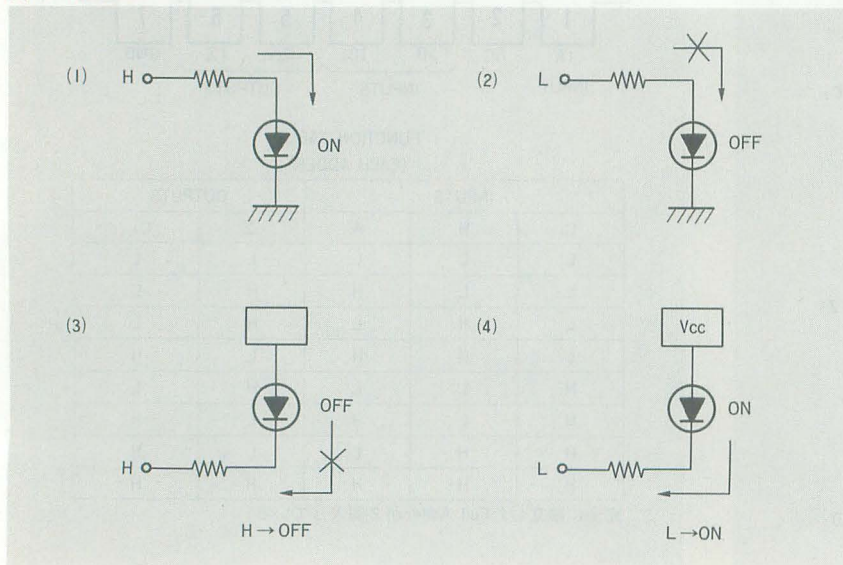 (1)
H
ON
(2)
L
OFF
(3)
OFF
H
H→OFF
(4)
Vcc
ON
L
L→ON